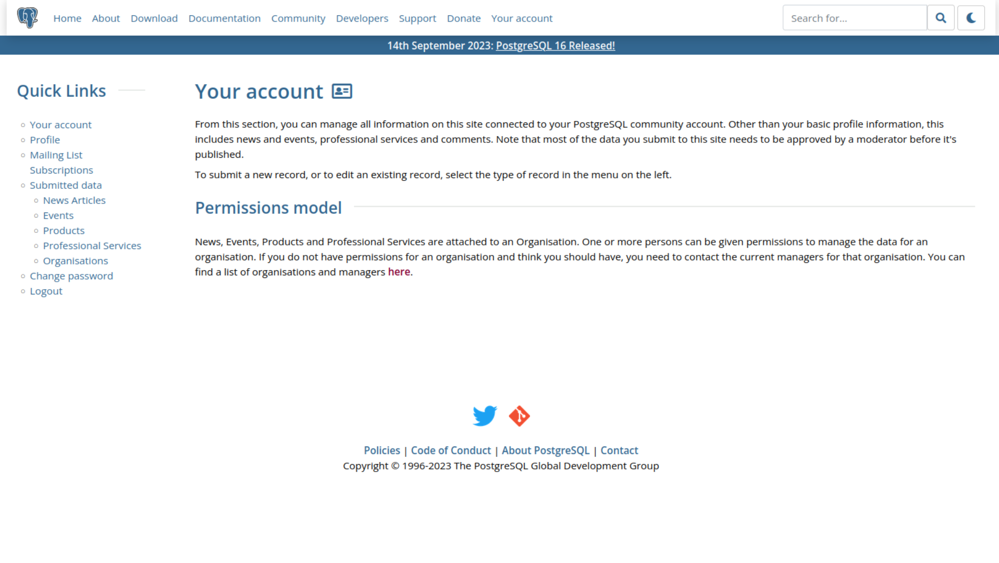 Home About Download Documentation Community Developers Support Donate Your account Search for...
14th September 2023: PostgreSQL 16 Released!
Quick Links
Your account
Profile
Mailing List
Subscriptions
Submitted data
News Articles
Events
Products
Professional Services
Organisations
Change password
Logout
Your account
From this section, you can manage all information on this site connected to your PostgreSQL community account. Other than your basic profile information, this
includes news and events, professional services and comments. Note that most of the data you submit to this site needs to be approved by a moderator before it's
published.
To submit a new record, or to edit an existing record, select the type of record in the menu on the left.
Permissions model
News, Events, Products and Professional Services are attached to an Organisation. One or more persons can be given permissions to manage the data for an
organisation. If you do not have permissions for an organisation and think you should have, you need to contact the current managers for that organisation. You can
find a list of organisations and managers here.
Policies | Code of Conduct | About PostgreSQL | Contact
Copyright © 1996-2023 The PostgreSQL Global Development Group